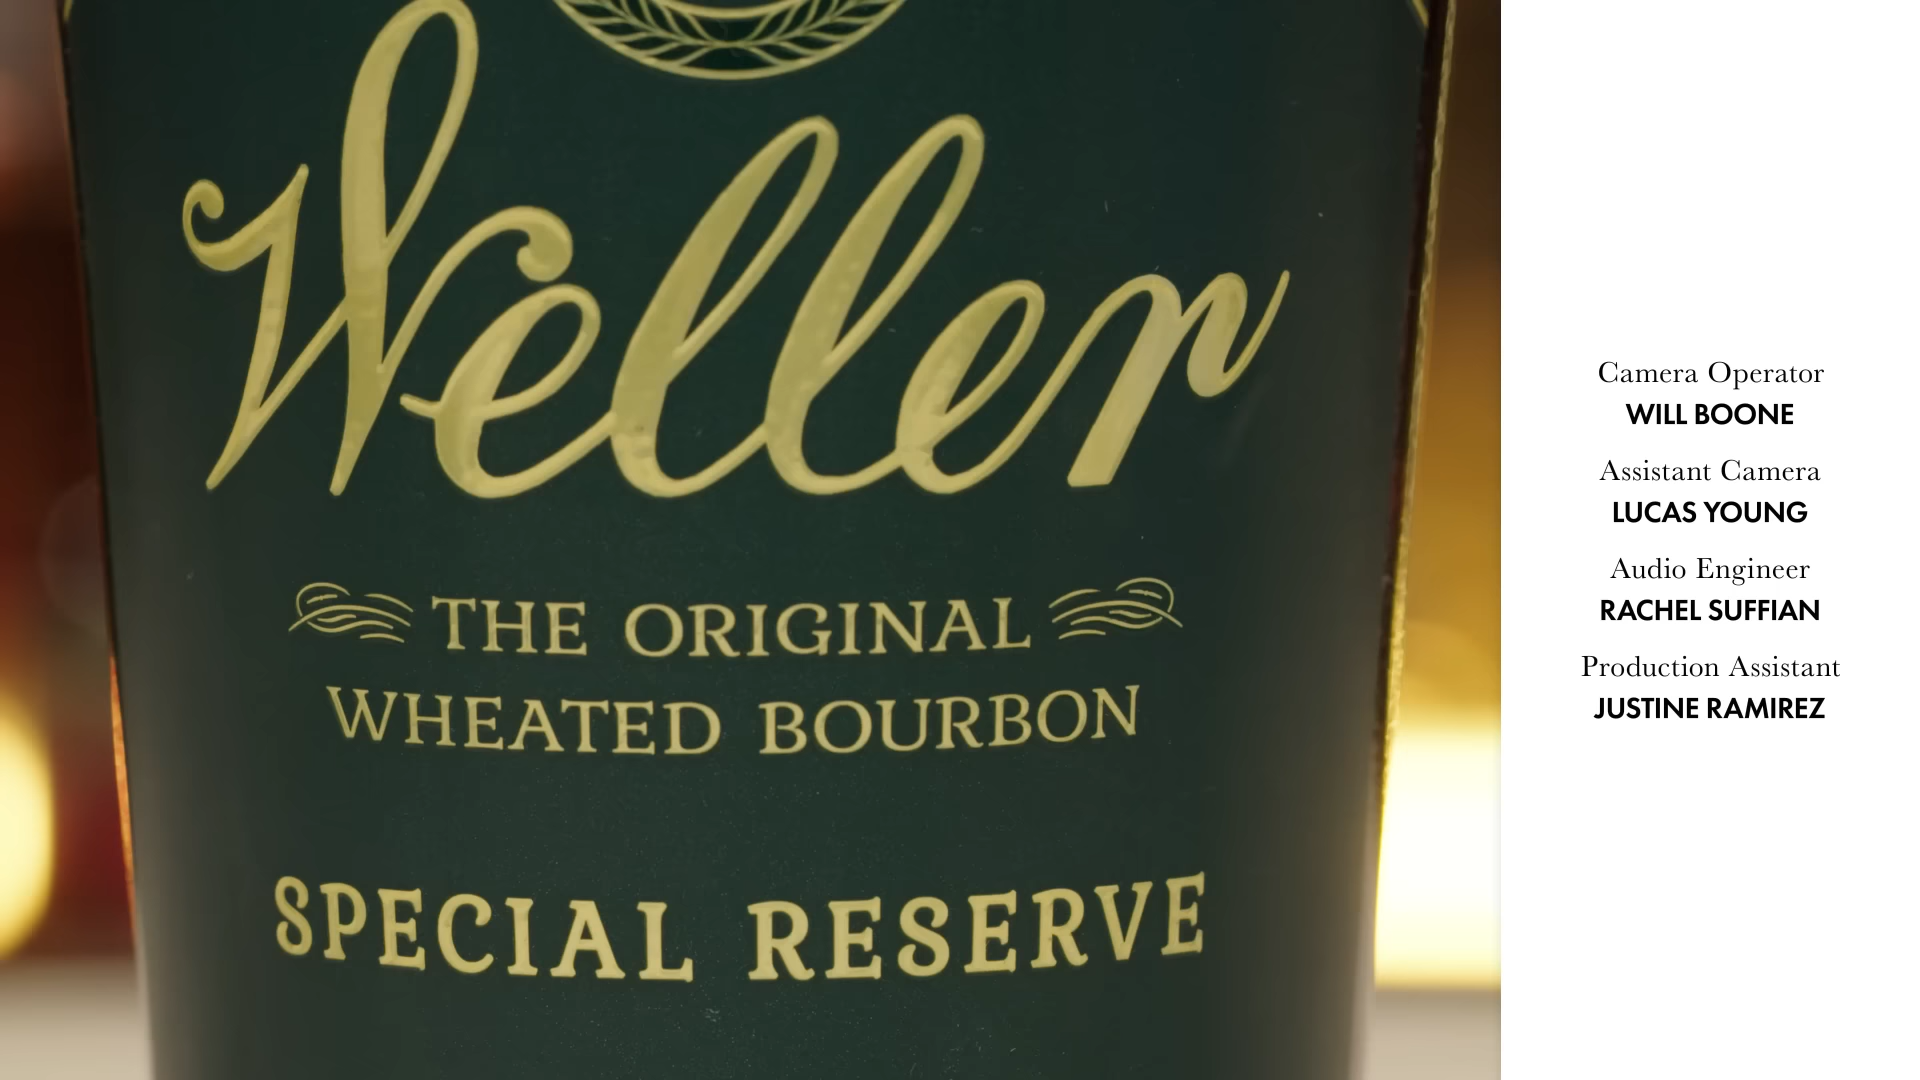 Weller
THE ORIGINAL
WHEATED BOURBON
SPECIAL RESERVE
Camera Operator
WILL BOONE
Assistant Camera
LUCAS YOUNG
Audio Engineer
RACHEL SUFFIAN
Production Assistant
JUSTINE RAMIREZ